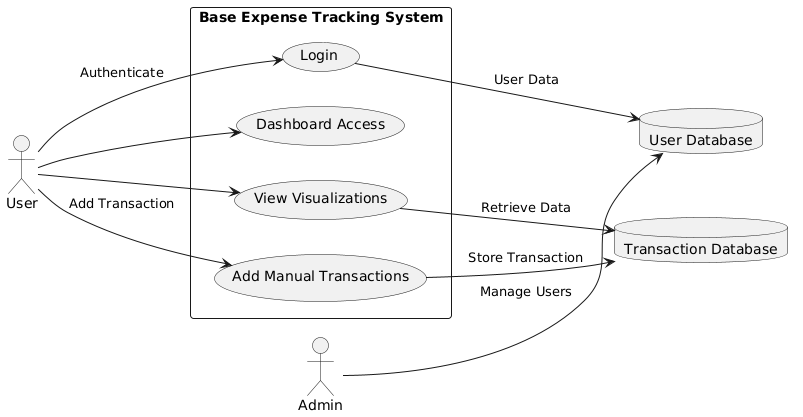 Base Expense Tracking System
Login
Authenticate
User Data
Dashboard Access
User Database
User
View Visualizations
Add Transaction
Retrieve Data
Transaction Database
Store Transaction
Add Manual Transactions
Manage Users
Admin